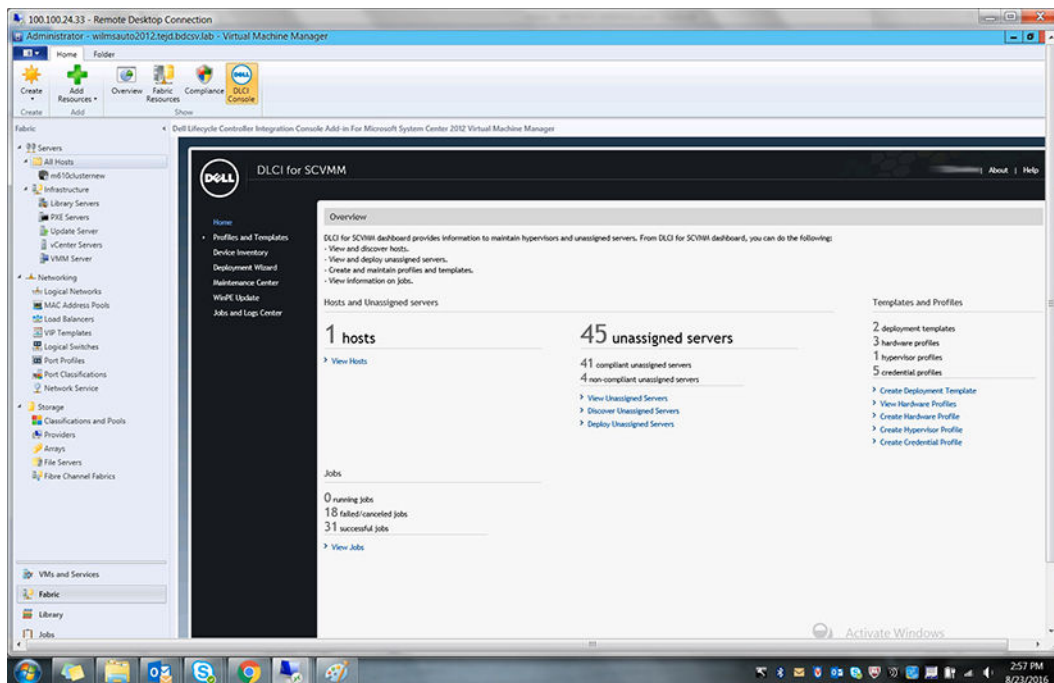 100.100.24.33 - Remote Desktop Connection
Administrator - wilmsauto2012.tejd.bdcsv.lab - Virtual Machine Manager
Home Folder
Create
Add Resources
Overview
Fabric Resources
Compliance
DLCI Console
Create Add Show
Fabric
Dell Lifecycle Controller Integration Console Add-in For Microsoft System Center 2012 Virtual Machine Manager
Servers
All Hosts
m610clusternew
Infrastructure
Library Servers
PXE Servers
Update Server
vCenter Servers
VMM Server
Networking
Logical Networks
MAC Address Pools
Load Balancers
VIP Templates
Logical Switches
Port Profiles
Port Classifications
Network Service
Storage
Classifications and Pools
Providers
Arrays
File Servers
Fibre Channel Fabrics
VMs and Services
Fabric
Library
Jobs
DELL
DLCI for SCVMM
About | Help
Home
Profiles and Templates
Device Inventory
Deployment Wizard
Maintenance Center
WinPE Update
Jobs and Logs Center
Overview
DLCI for SCVMM dashboard provides information to maintain hypervisors and unassigned servers. From DLCI for SCVMM dashboard, you can do the following:
- View and discover hosts.
- View and deploy unassigned servers.
- Create and maintain profiles and templates.
- View information on jobs.
Hosts and Unassigned servers
1 hosts
View Hosts
45 unassigned servers
41 compliant unassigned servers
4 non-compliant unassigned servers
View Unassigned Servers
Discover Unassigned Servers
Deploy Unassigned Servers
Templates and Profiles
2 deployment templates
3 hardware profiles
1 hypervisor profiles
5 credential profiles
Create Deployment Template
View Hardware Profiles
Create Hardware Profile
Create Hypervisor Profile
Create Credential Profile
Jobs
0 running jobs
18 failed/canceled jobs
31 successful jobs
View Jobs
Activate Windows
2:57 PM
8/23/2016